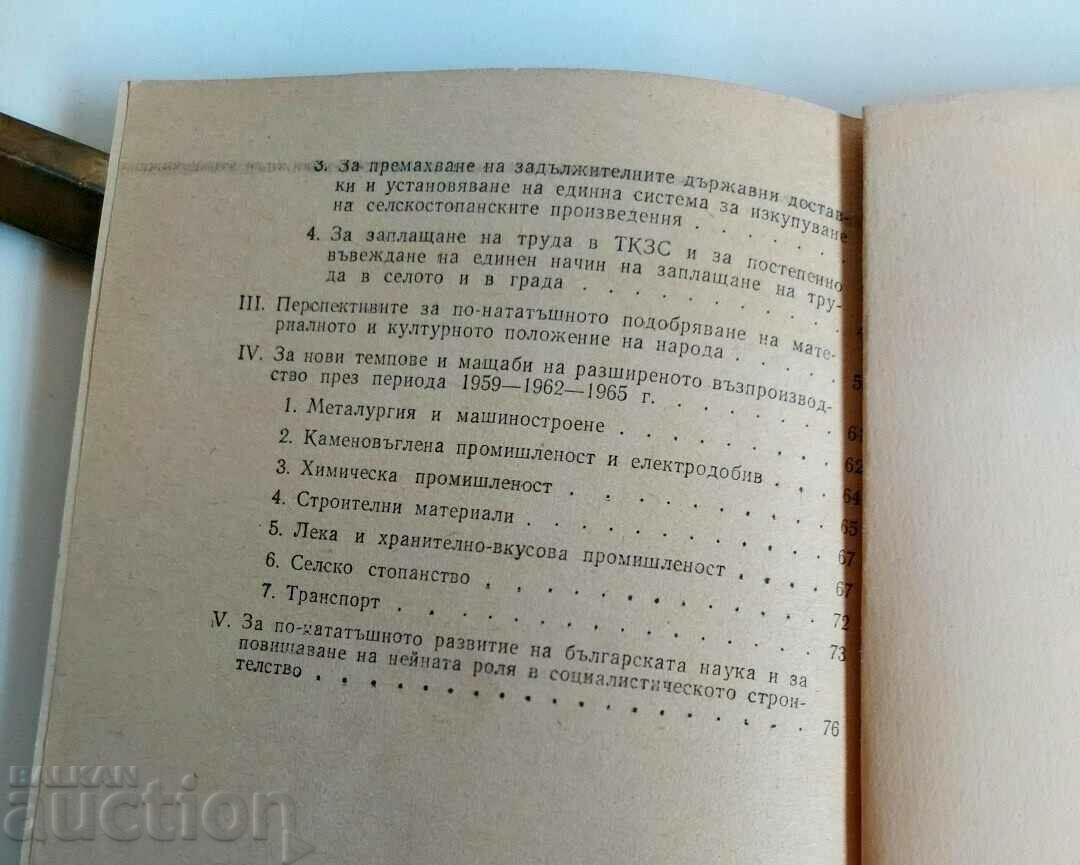 3. За премахване на задължителните държавни достав-
ки и установяване на единна система за изкупуване
на селскостопанските произведения . . . . . .
4. За заплащане на труда в ТКЗС и за постепенно
въвеждане на единен начин на заплащане на тру-
да в селото и в града . . . . . . . .
III. Перспективите за по-нататъшното подобряване на мате-
риалното и културното положение на народа . . . .
IV. За нови темпове и мащаби на разширеното възпроизвод-
ство през периода 1959—1962—1965 г. . . . . . . 61
1. Металургия и машиностроене . . . . . . . 62
2. Каменовъглена промишленост и електродобив . . . 64
3. Химическа промишленост . . . . . . . . 65
4. Строителни материали . . . . . . . . . 67
5. Лека и хранително-вкусова промишленост . . . . 67
6. Селско стопанство . . . . . . . . . . 72
7. Транспорт . . . . . . . . . . . . 73
V. За по-нататъшното развитие на българската наука и за
повишаване на нейната роля в социалистическото строи-
телство . . . . . . . . . . . . . . 76
BALKAN
auction